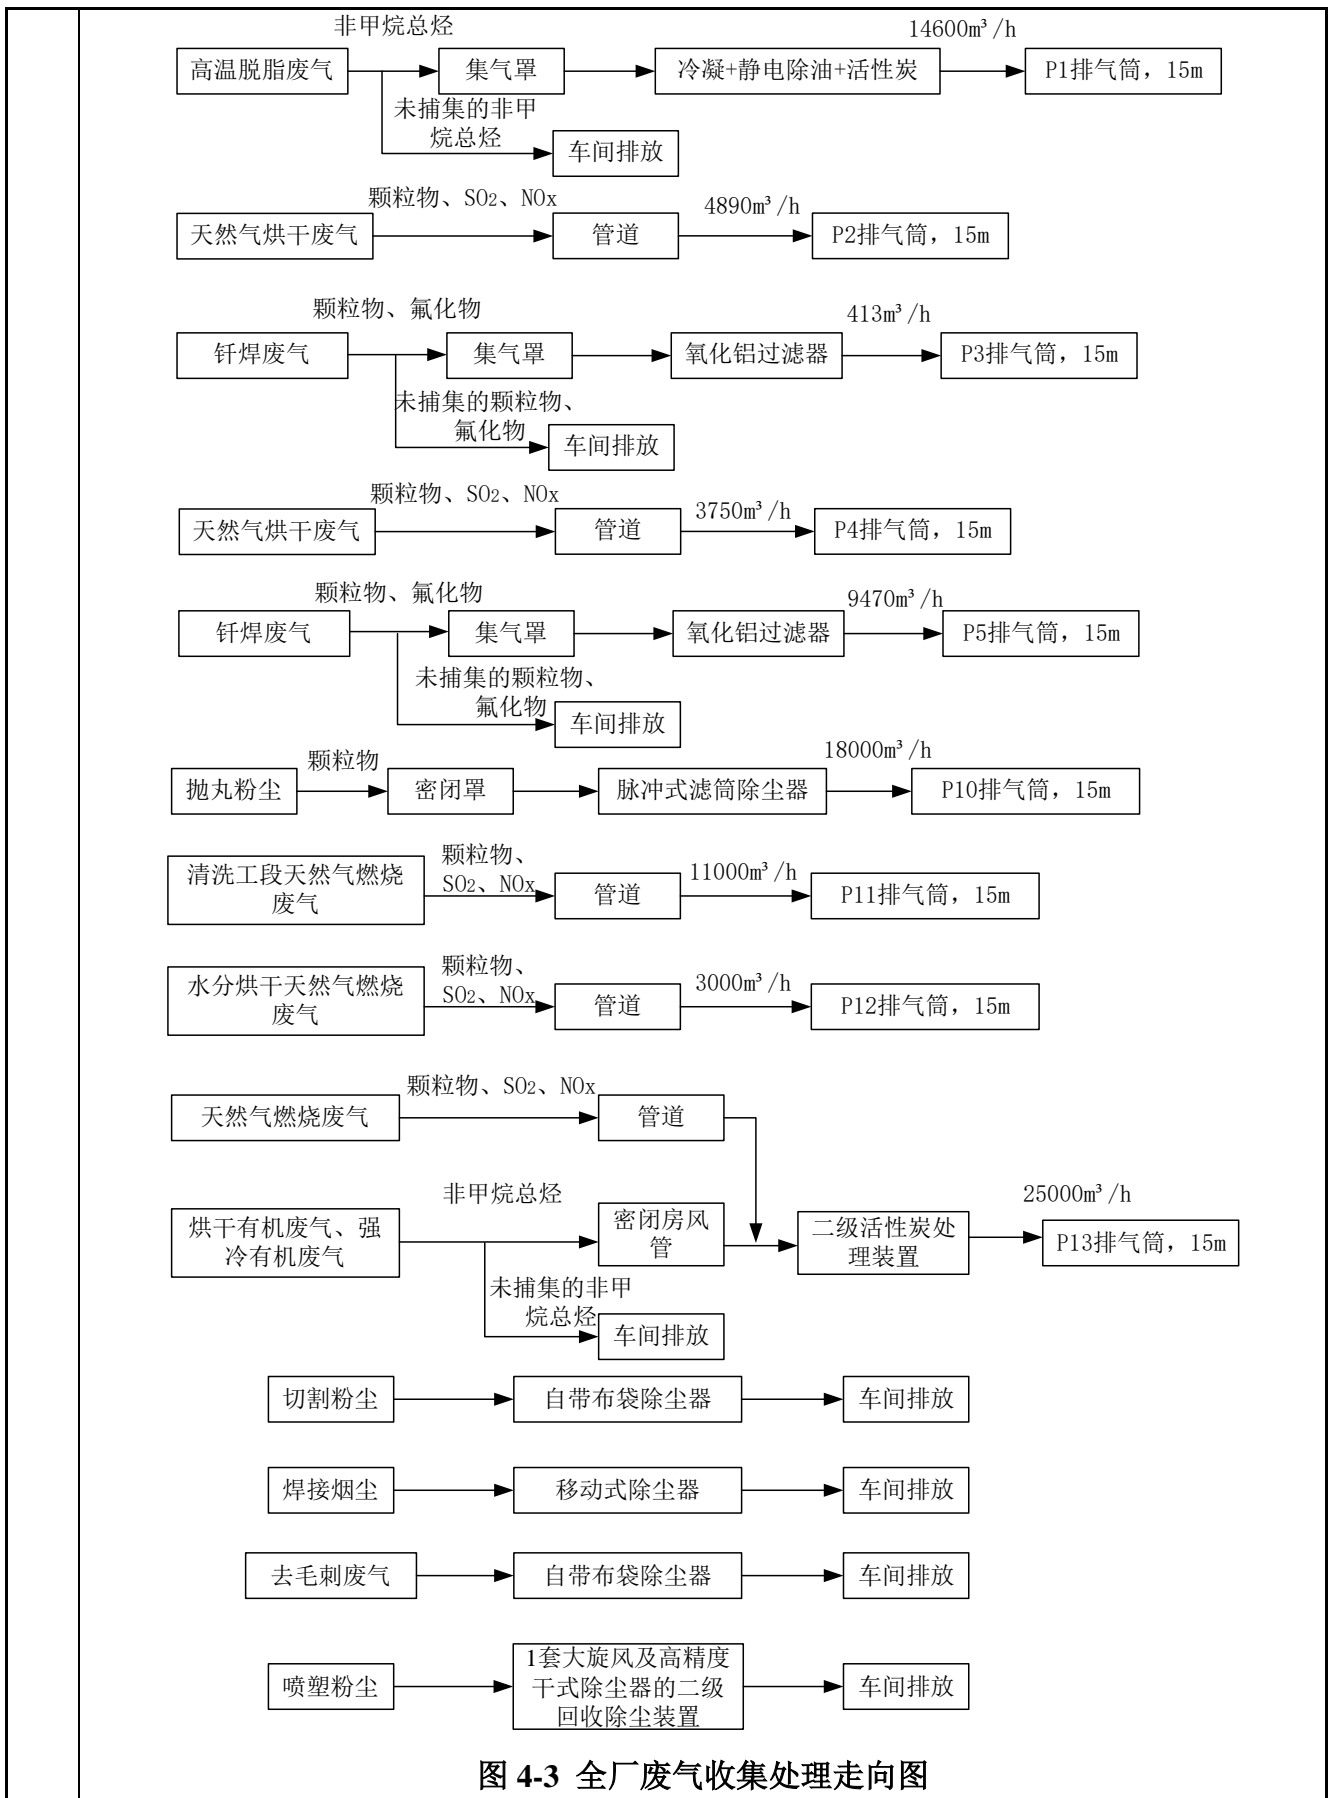 非甲烷总烃
14600m³/h
高温脱脂废气
集气罩
冷凝+静电除油+活性炭
P1排气筒，15m
未捕集的非甲
烷总烃
车间排放
颗粒物、SO2、NOx
4890m³/h
天然气烘干废气
管道
P2排气筒，15m
颗粒物、氟化物
413m³/h
钎焊废气
集气罩
氧化铝过滤器
P3排气筒，15m
未捕集的颗粒物、
氟化物
车间排放
颗粒物、SO2、NOx
3750m³/h
天然气烘干废气
管道
P4排气筒，15m
颗粒物、氟化物
9470m³/h
钎焊废气
集气罩
氧化铝过滤器
P5排气筒，15m
未捕集的颗粒物、
氟化物
车间排放
颗粒物
18000m³/h
抛丸粉尘
密闭罩
脉冲式滤筒除尘器
P10排气筒，15m
颗粒物、
SO2、NOx
11000m³/h
清洗工段天然气燃烧
废气
管道
P11排气筒，15m
颗粒物、
SO2、NOx
3000m³/h
水分烘干天然气燃烧
废气
管道
P12排气筒，15m
颗粒物、SO2、NOx
天然气燃烧废气
管道
非甲烷总烃
25000m³/h
烘干有机废气、强
冷有机废气
密闭房风
管
二级活性炭处
理装置
P13排气筒，15m
未捕集的非甲
烷总烃
车间排放
切割粉尘
自带布袋除尘器
车间排放
焊接烟尘
移动式除尘器
车间排放
去毛刺废气
自带布袋除尘器
车间排放
喷塑粉尘
1套大旋风及高精度
干式除尘器的二级
回收除尘装置
车间排放
图 4-3 全厂废气收集处理走向图